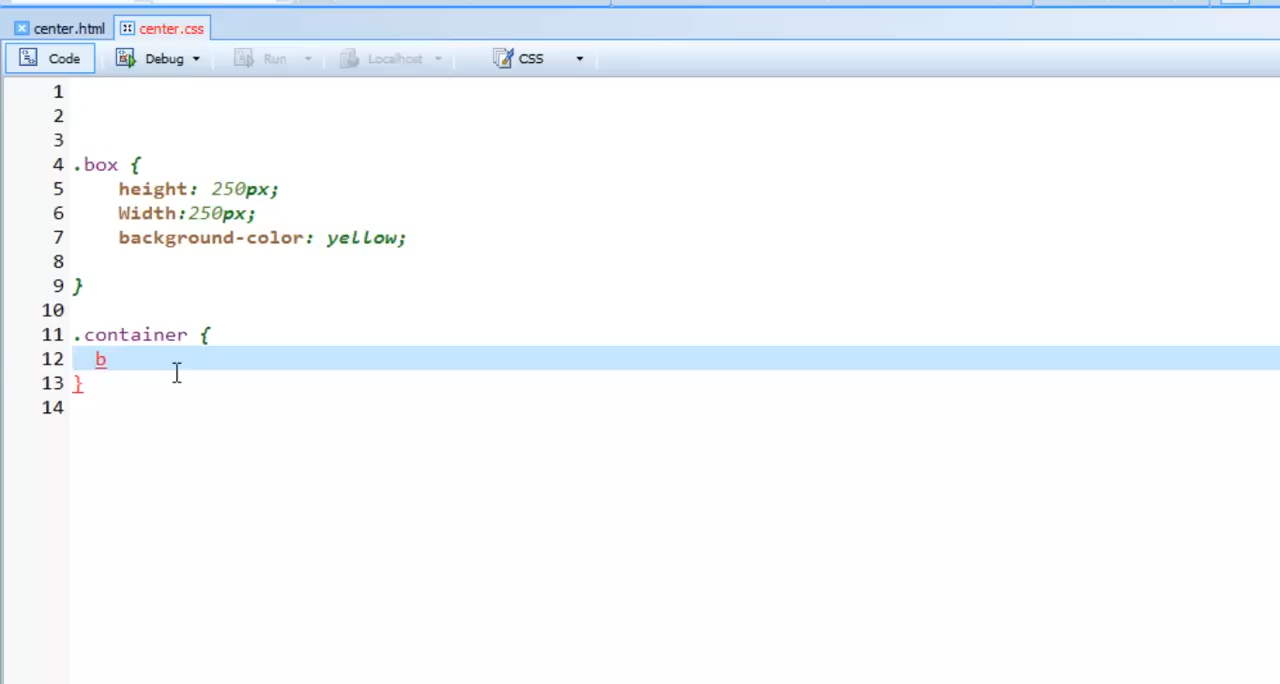 center.html center.css
Code Debug Run Localhost CSS
1
2
3
4 .box {
5 height: 250px;
6 Width:250px;
7 background-color: yellow;
8
9 }
10
11 .container {
12 b
13 }
14